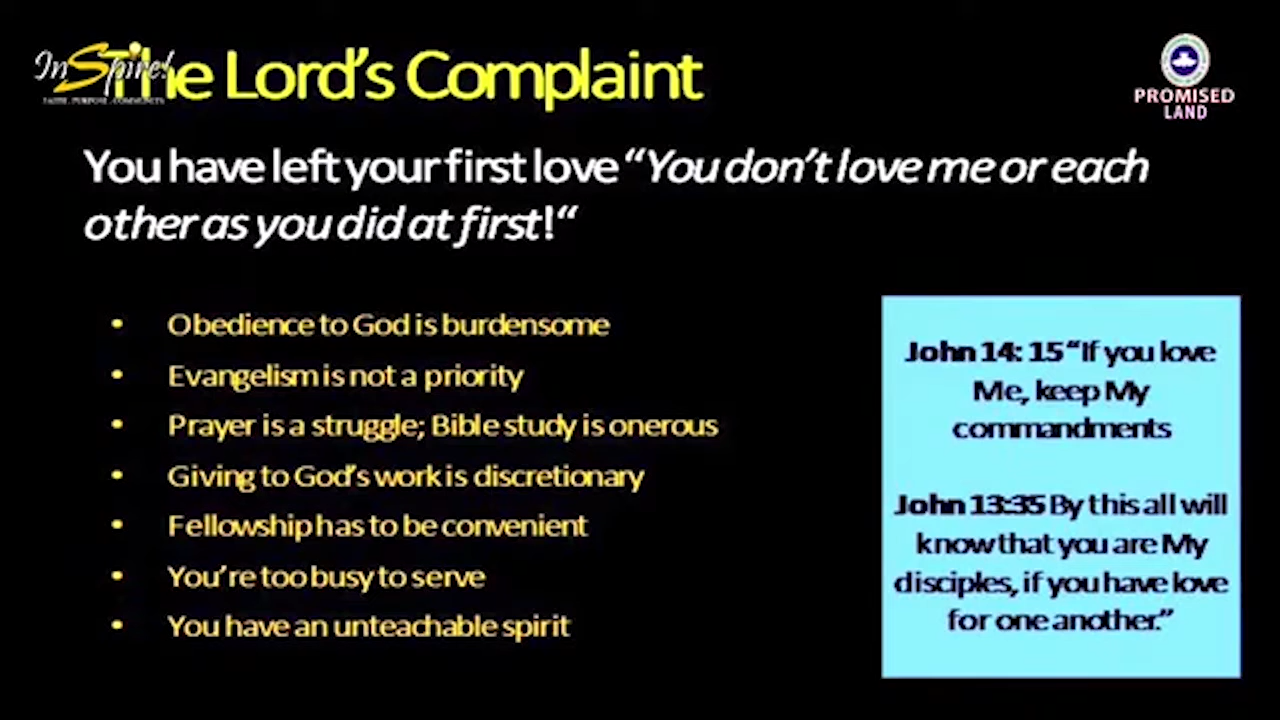 InSpire!
FAITH. PURPOSE. COMMUNITY
The Lord's Complaint
PROMISED
LAND
You have left your first love “You don’t love me or each
other as you did at first!“
• Obedience to God is burdensome
• Evangelism is not a priority
• Prayer is a struggle; Bible study is onerous
• Giving to God’s work is discretionary
• Fellowship has to be convenient
• You’re too busy to serve
• You have an unteachable spirit
John 14: 15 “If you love
Me, keep My
commandments
John 13:35 By this all will
know that you are My
disciples, if you have love
for one another.”